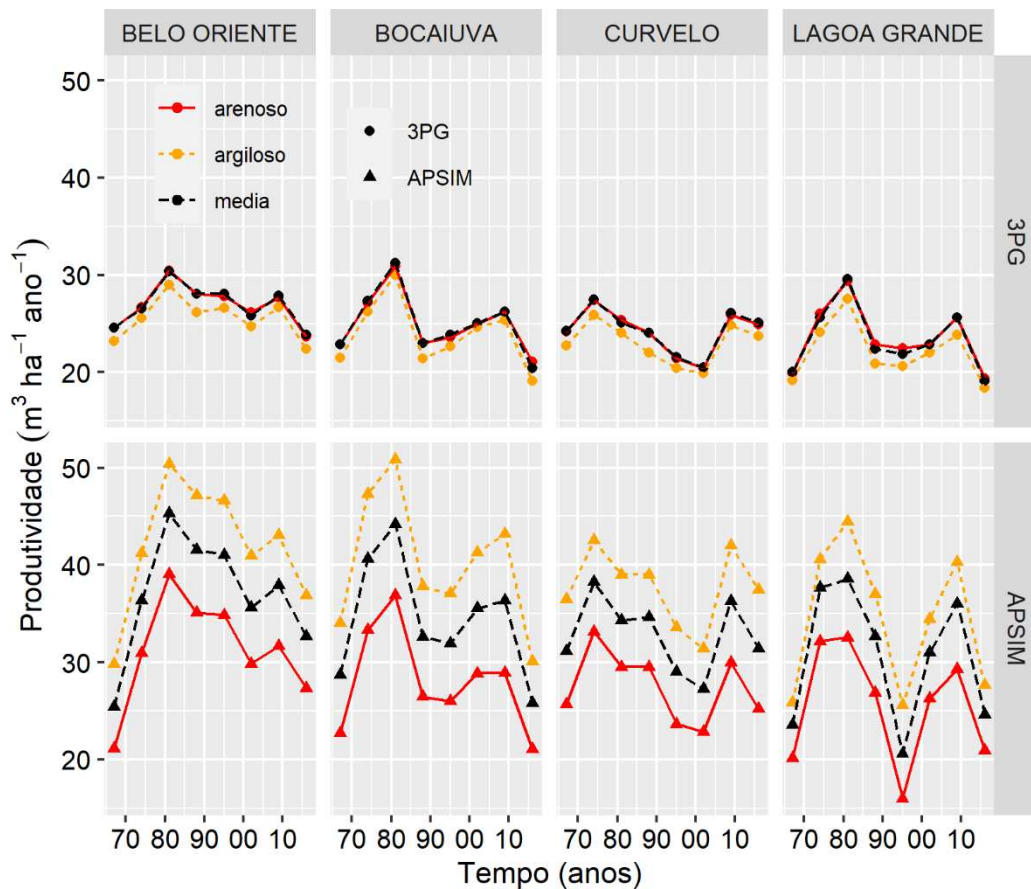 BELO ORIENTE BOCAIUVA CURVELO LAGOA GRANDE
50
40
30
20
arenoso
argiloso
media
3PG
APSIM
3PG
Produtividade (m³ ha⁻¹ ano⁻¹)
50
40
30
20
APSIM
70 80 90 00 10 70 80 90 00 10 70 80 90 00 10 70 80 90 00 10
Tempo (anos)